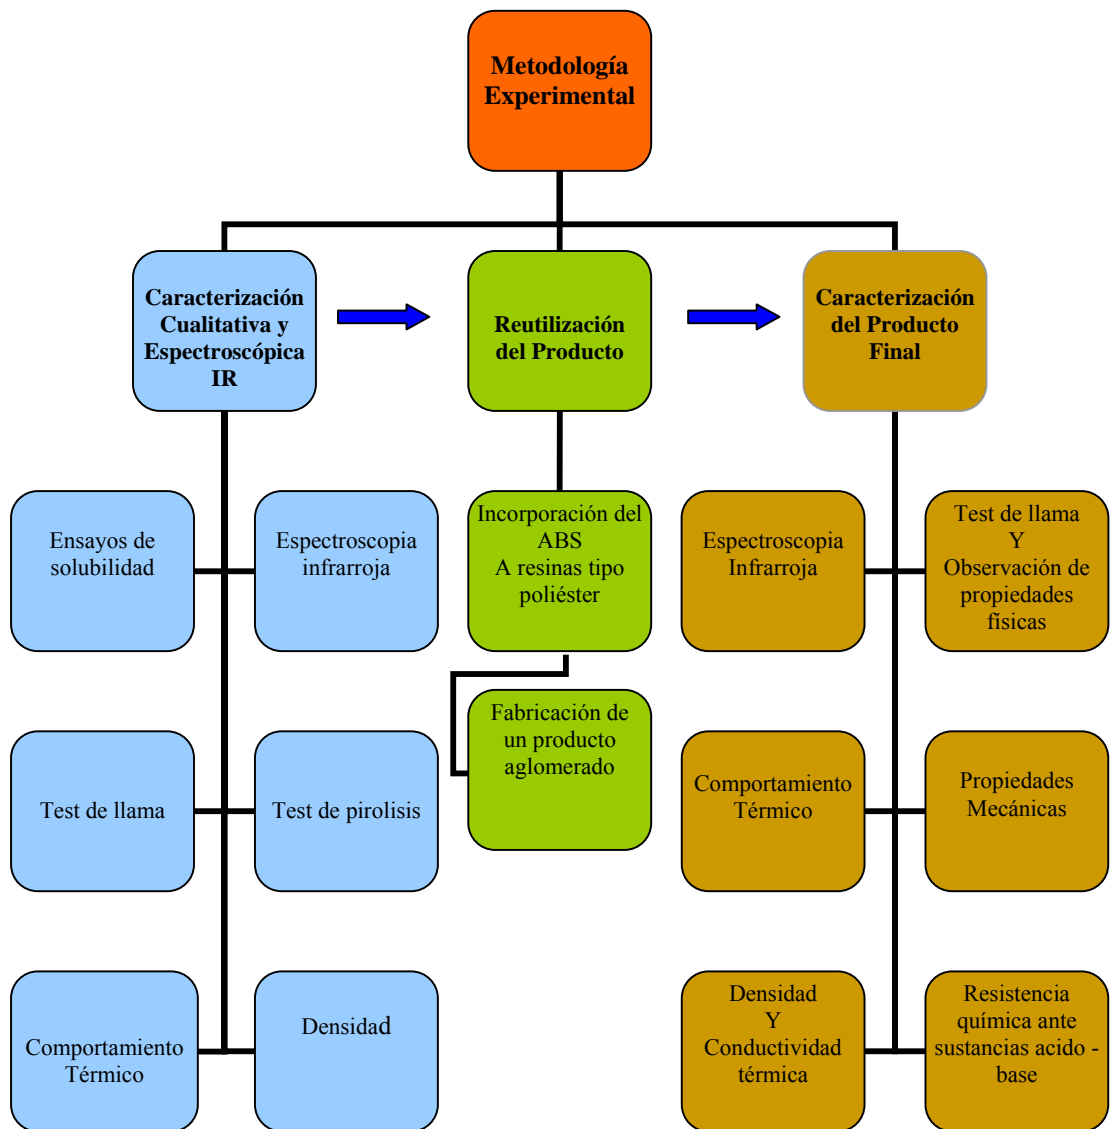 Metodología
Experimental
Caracterización
Cualitativa y
Espectroscópica
IR
Reutilización
del Producto
Caracterización
del Producto
Final
Ensayos de
solubilidad
Espectroscopia
infrarroja
Incorporación del
ABS
A resinas tipo
poliéster
Espectroscopia
Infrarroja
Test de llama
Y
Observación de
propiedades
físicas
Test de llama
Test de pirolisis
Fabricación de
un producto
aglomerado
Comportamiento
Térmico
Propiedades
Mecánicas
Comportamiento
Térmico
Densidad
Densidad
Y
Conductividad
térmica
Resistencia
química ante
sustancias acido -
base